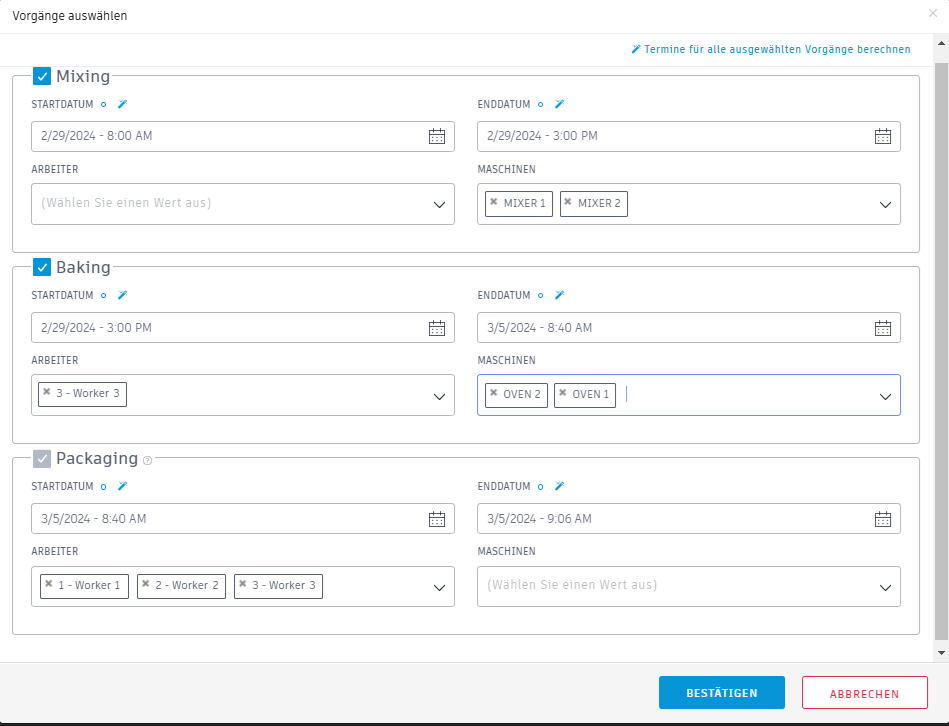 Vorgänge auswählen
Termine für alle ausgewählten Vorgänge berechnen
Mixing
STARTDATUM ENDDATUM
2/29/2024 - 8:00 AM 2/29/2024 - 3:00 PM
ARBEITER MASCHINEN
(Wählen Sie einen Wert aus) MIXER 1 MIXER 2
Baking
STARTDATUM ENDDATUM
2/29/2024 - 3:00 PM 3/5/2024 - 8:40 AM
ARBEITER MASCHINEN
3 - Worker 3 OVEN 2 OVEN 1
Packaging
STARTDATUM ENDDATUM
3/5/2024 - 8:40 AM 3/5/2024 - 9:06 AM
ARBEITER MASCHINEN
1 - Worker 1 2 - Worker 2 3 - Worker 3 (Wählen Sie einen Wert aus)
BESTÄTIGEN ABBRECHEN